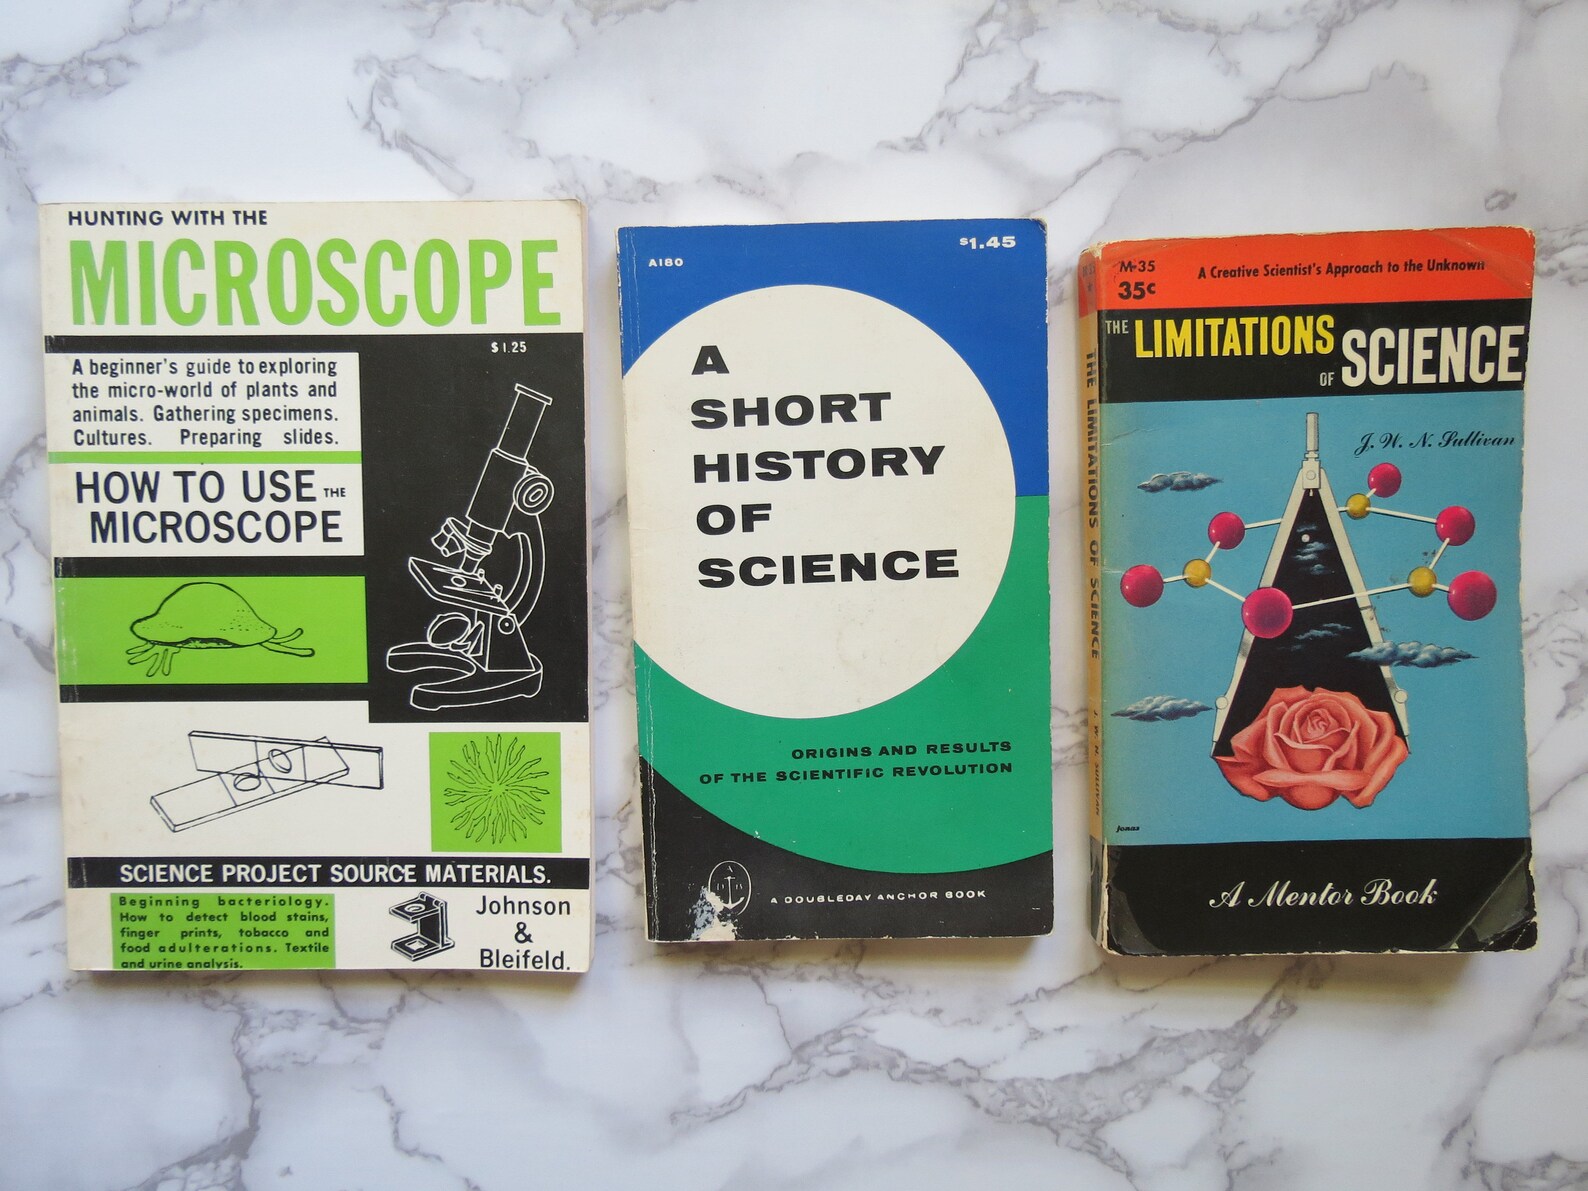 HUNTING WITH THE
MICROSCOPE
$1.25
A beginner's guide to exploring
the micro-world of plants and
animals. Gathering specimens.
Cultures. Preparing slides.
HOW TO USE THE
MICROSCOPE
SCIENCE PROJECT SOURCE MATERIALS.
Beginning bacteriology.
How to detect blood stains,
finger prints, tobacco and
food adulterations. Textile
and urine analysis.
Johnson
&
Bleifeld.
A180
$1.45
A
SHORT
HISTORY
OF
SCIENCE
ORIGINS AND RESULTS
OF THE SCIENTIFIC REVOLUTION
A DOUBLEDAY ANCHOR BOOK
M-35
35c
A Creative Scientist's Approach to the Unknown
THE LIMITATIONS
OF SCIENCE
J. W. N. Sullivan
jonas
A Mentor Book
THE LIMITATIONS OF SCIENCE J. W. N. SULLIVAN